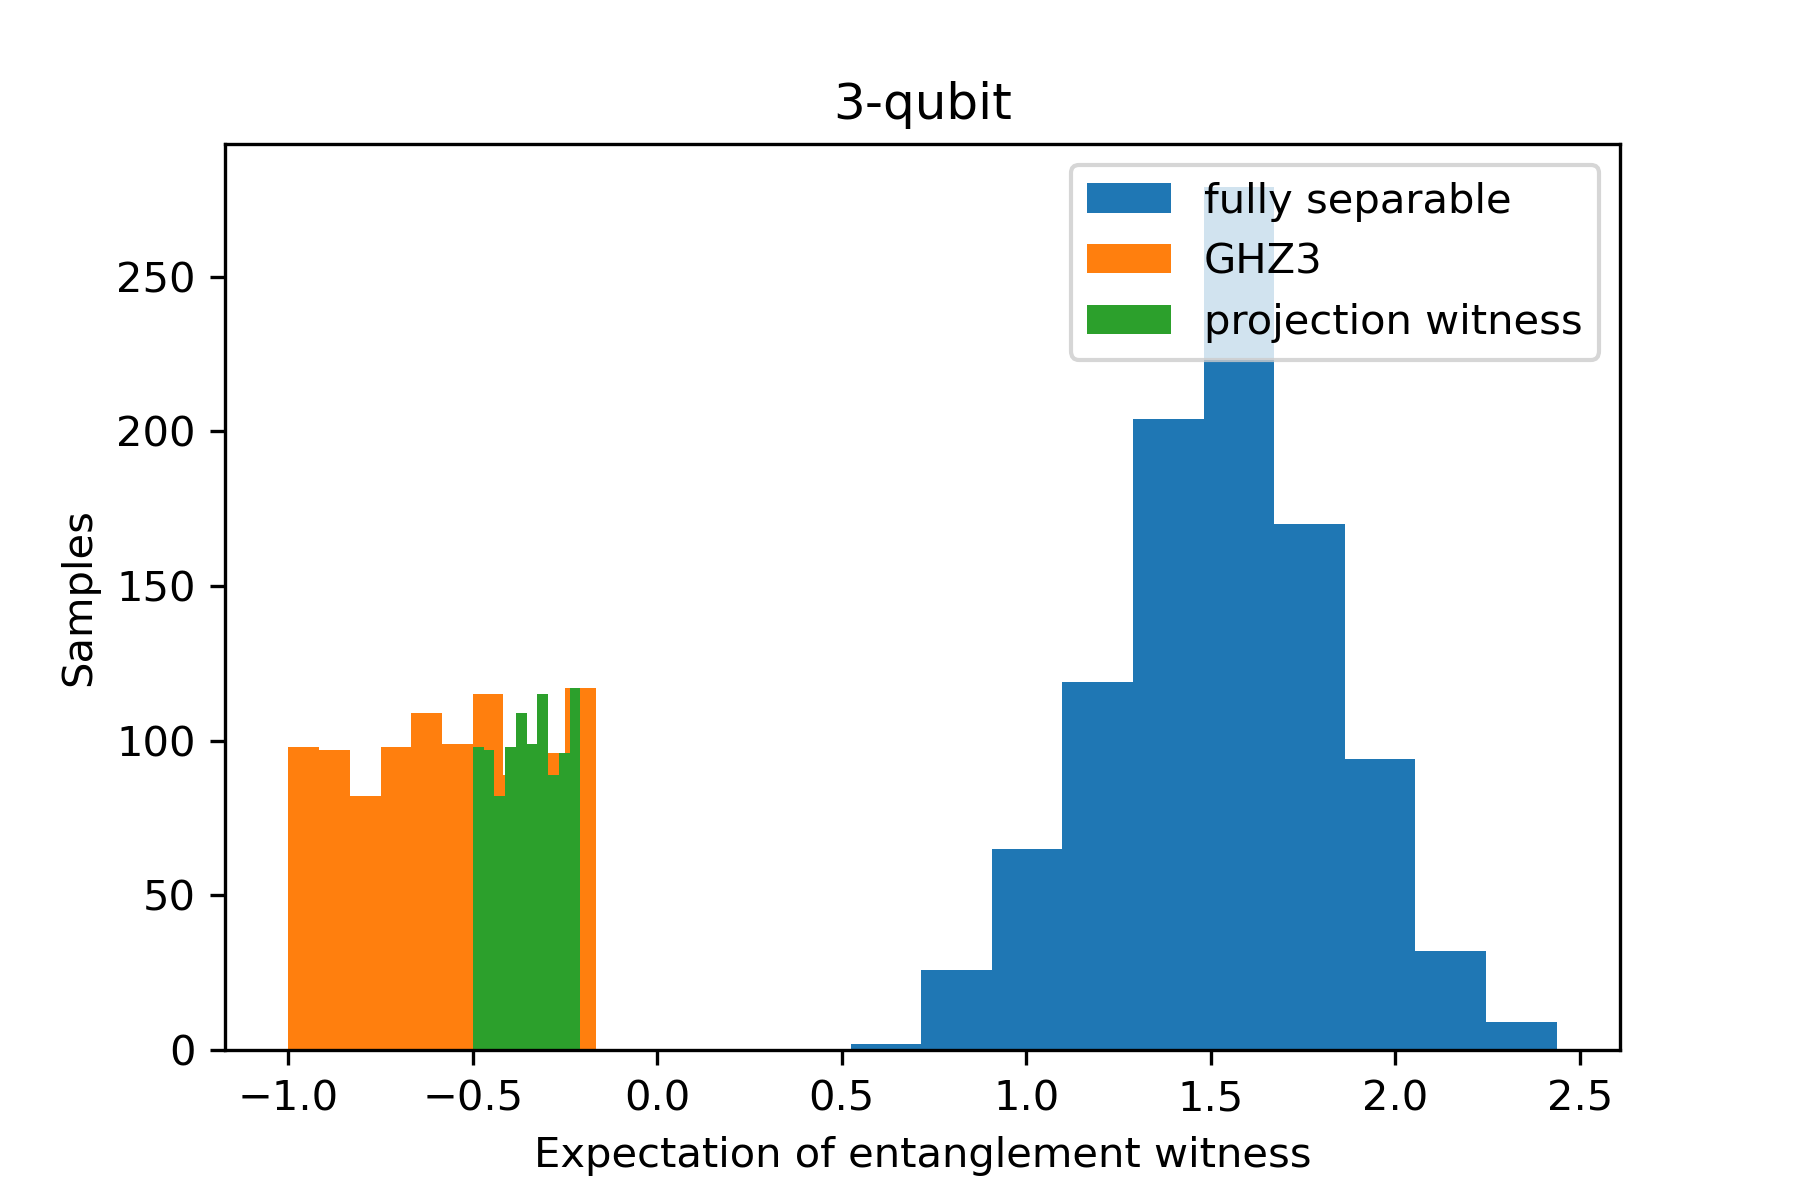 3-qubit
fully separable
GHZ3
projection witness
Samples
250
200
150
100
50
0
−1.0 −0.5 0.0 0.5 1.0 1.5 2.0 2.5
Expectation of entanglement witness